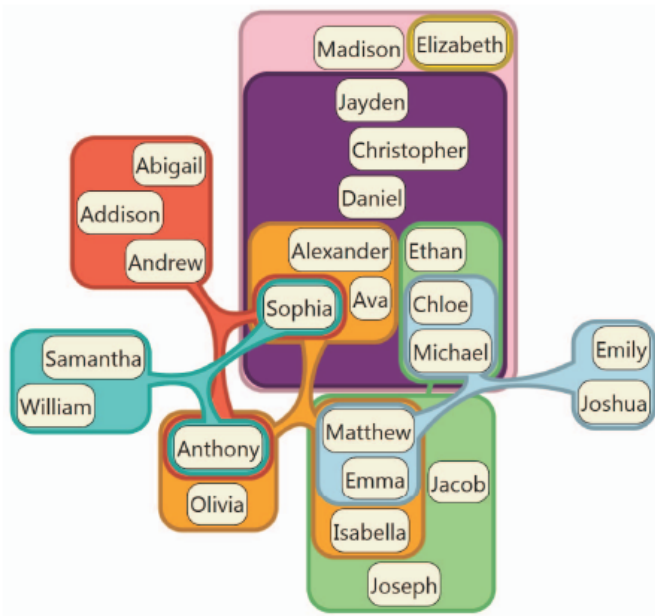 Madison
Elizabeth
Jayden
Christopher
Abigail
Daniel
Addison
Alexander
Ethan
Andrew
Sophia
Ava
Chloe
Samantha
Michael
Emily
William
Joshua
Matthew
Anthony
Emma
Jacob
Olivia
Isabella
Joseph